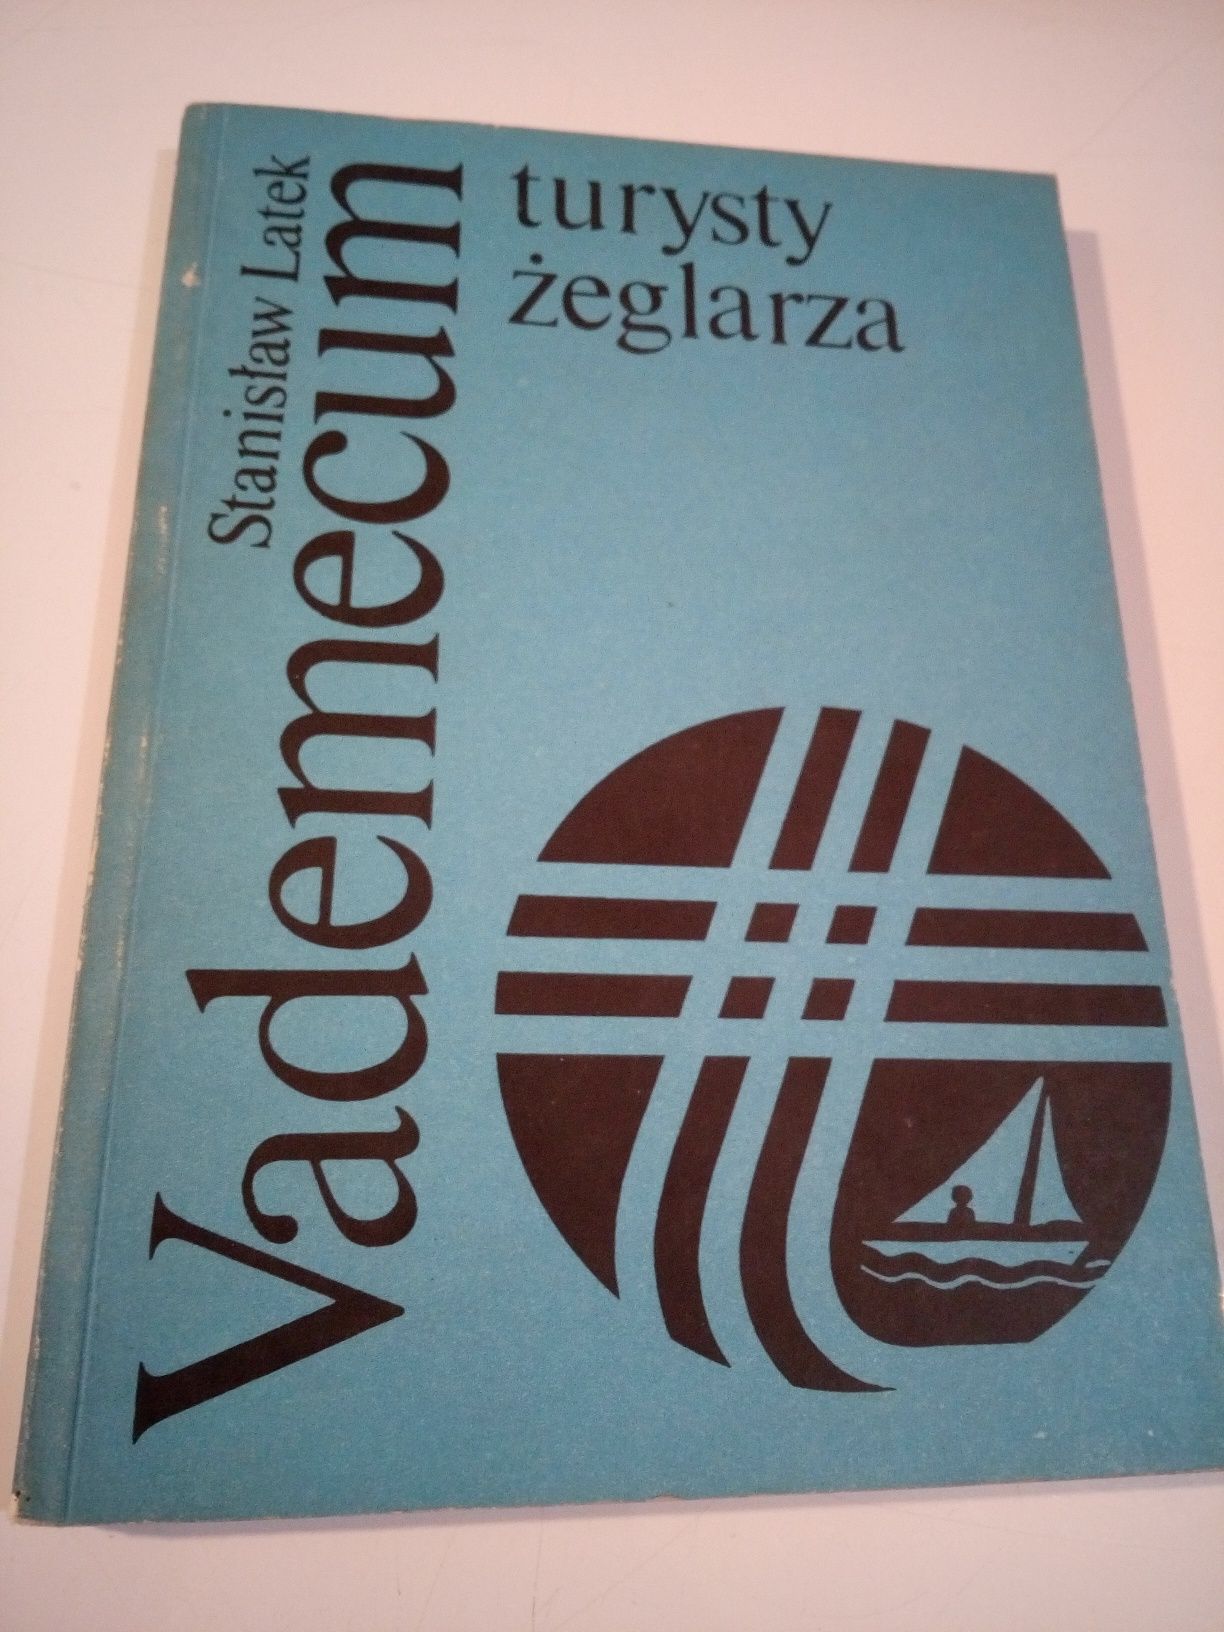 Stanisław Latek
Vademecum
turysty
żeglarza